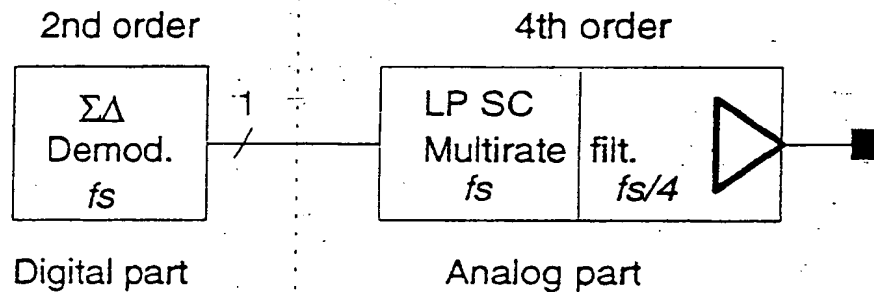 2nd order
4th order
ΣΔ
Demod.
fs
1
LP SC
Multirate filt.
fs
fs/4
Digital part
Analog part